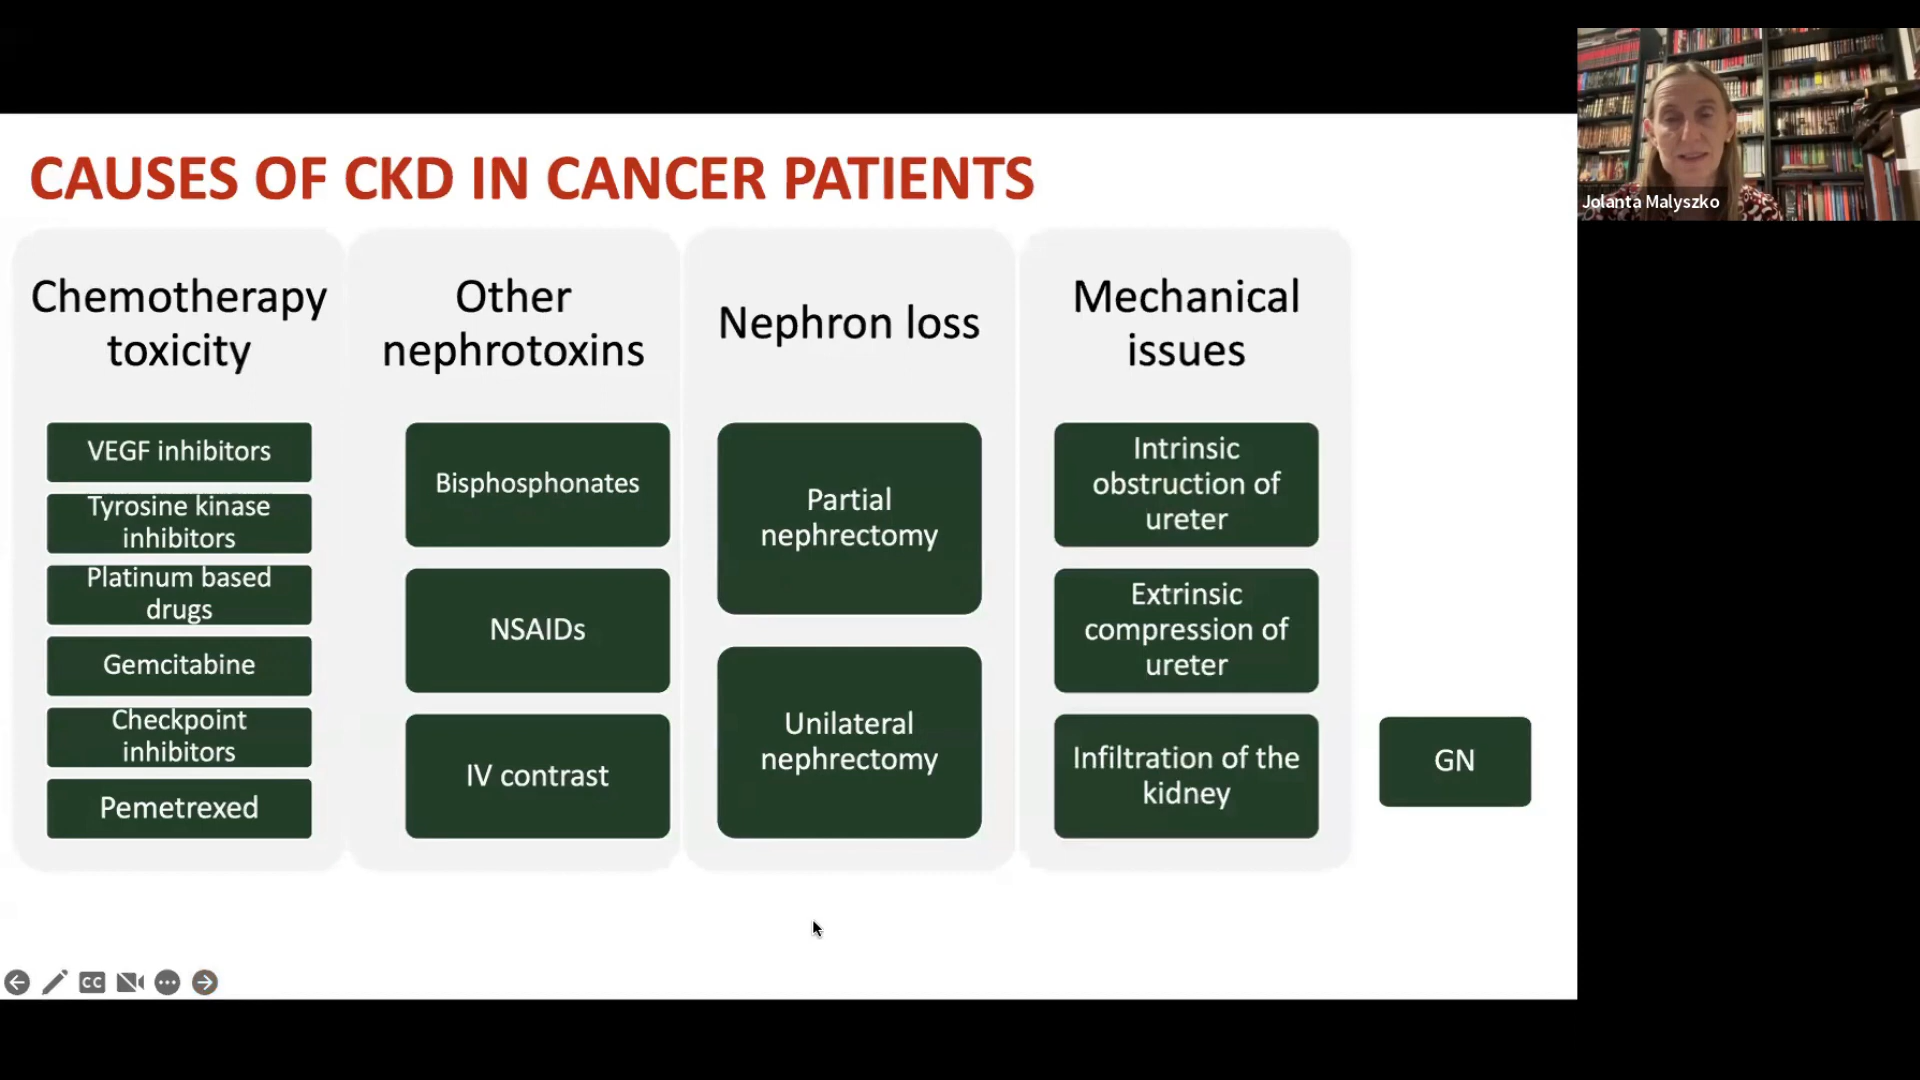 CAUSES OF CKD IN CANCER PATIENTS
Jolanta Malyszko
Chemotherapy
toxicity
VEGF inhibitors
Tyrosine kinase
inhibitors
Platinum based
drugs
Gemcitabine
Checkpoint
inhibitors
Pemetrexed
Other
nephrotoxins
Bisphosphonates
NSAIDs
IV contrast
Nephron loss
Partial
nephrectomy
Unilateral
nephrectomy
Mechanical
issues
Intrinsic
obstruction of
ureter
Extrinsic
compression of
ureter
Infiltration of the
kidney
GN
CC